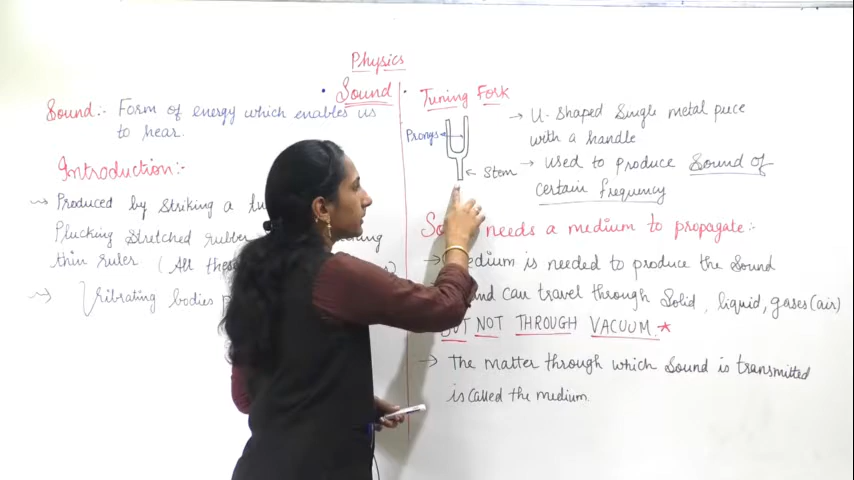 Physics
Sound
Sound:- Form of energy which enables us
to hear.
Introduction:-
Produced by striking a tu
Plucking stretched rubber
thin ruler (All thes
Vibrating bodies p
Tuning Fork
Prongs
Stem
→ U-shaped Single metal piece
with a handle
→ used to produce Sound of
certain frequency
needs a medium to propagate:-
→ Medium is needed to produce the Sound
can travel through Solid, liquid, gases (air)
BUT NOT THROUGH VACUUM.*
→ The matter through which Sound is transmitted
is called the medium.